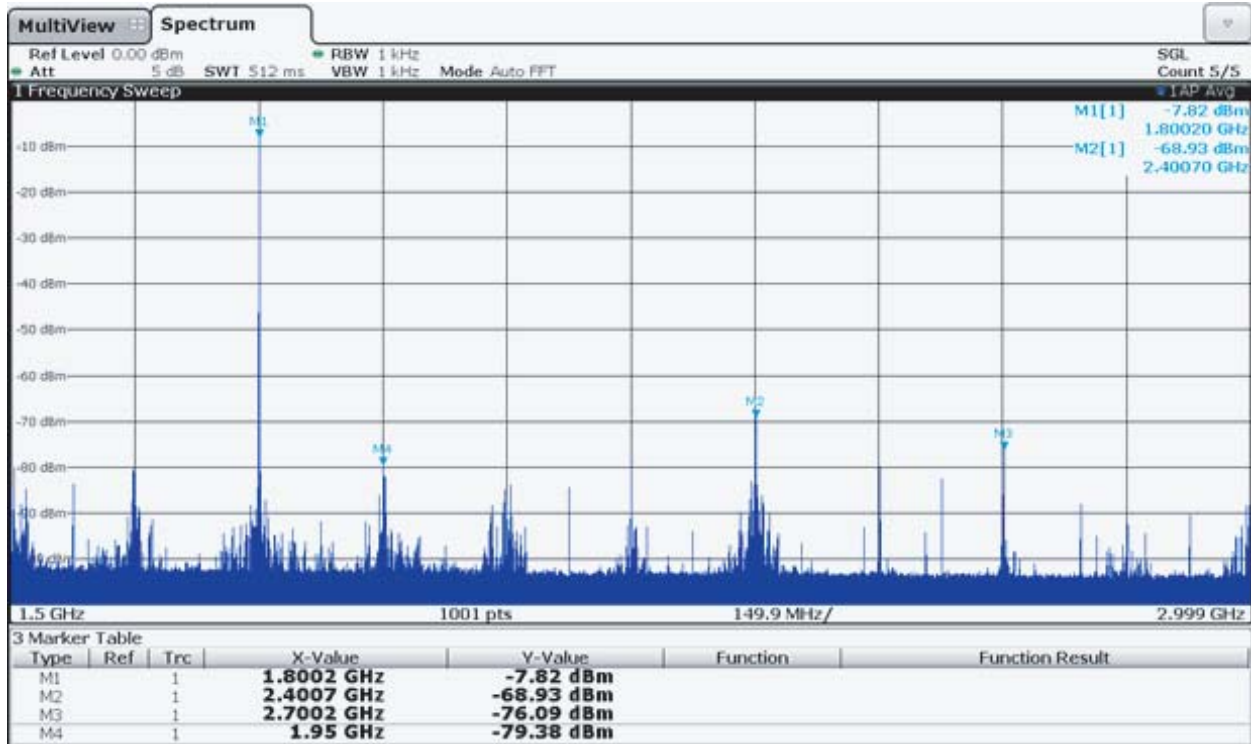 MultiView Spectrum
Ref Level 0.00 dBm RBW 1 kHz SGL
Att 5 dB SWT 512 ms VBW 1 kHz Mode Auto FFT Count 5/5
1 Frequency Sweep 1AP Avg
M1[1] -7.82 dBm
1.80020 GHz
M2[1] -68.93 dBm
2.40070 GHz
M1
-10 dBm
-20 dBm
-30 dBm
-40 dBm
-50 dBm
-60 dBm
M2
-70 dBm
M3
M4
-80 dBm
1.5 GHz 1001 pts 149.9 MHz/ 2.999 GHz
3 Marker Table
Type Ref Trc X-Value Y-Value Function Function Result
M1 1 1.8002 GHz -7.82 dBm
M2 1 2.4007 GHz -68.93 dBm
M3 1 2.7002 GHz -76.09 dBm
M4 1 1.95 GHz -79.38 dBm